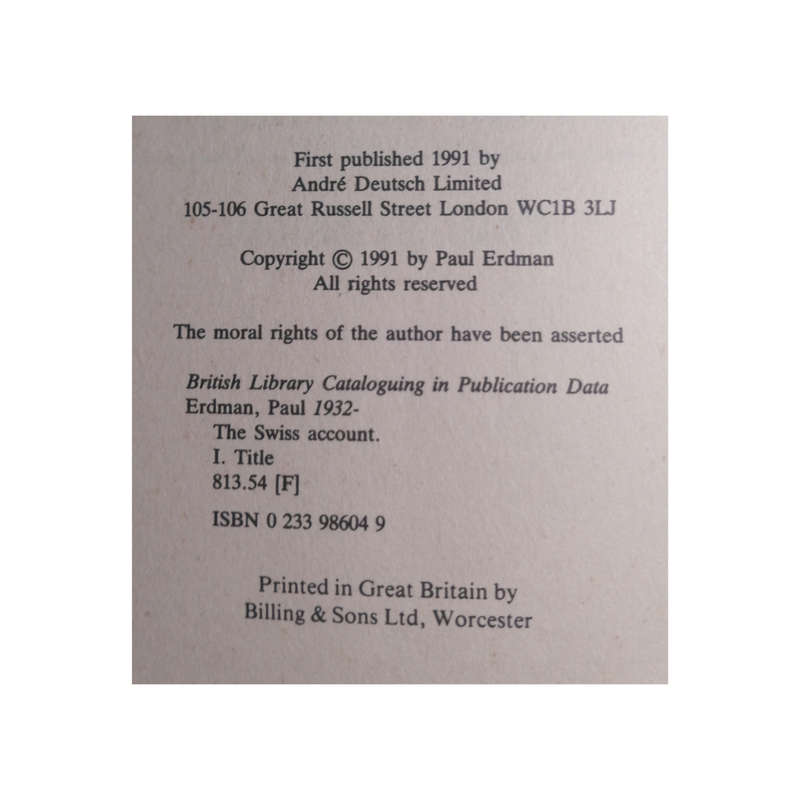 First published 1991 by
André Deutsch Limited
105-106 Great Russell Street London WC1B 3LJ
Copyright © 1991 by Paul Erdman
All rights reserved
The moral rights of the author have been asserted
British Library Cataloguing in Publication Data
Erdman, Paul 1932-
The Swiss account.
I. Title
813.54 [F]
ISBN 0 233 98604 9
Printed in Great Britain by
Billing & Sons Ltd, Worcester